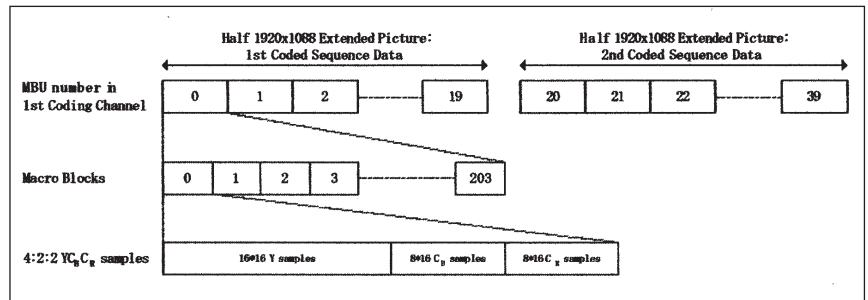 Half 1920x1088 Extended Picture:
1st Coded Sequence Data
Half 1920x1088 Extended Picture:
2nd Coded Sequence Data
MBU number in
1st Coding Channel
0 1 2 19 20 21 22 39
Macro Blocks
0 1 2 3 203
4:2:2 YCBCR samples
16*16 Y samples 8*16 CB samples 8*16 CR samples